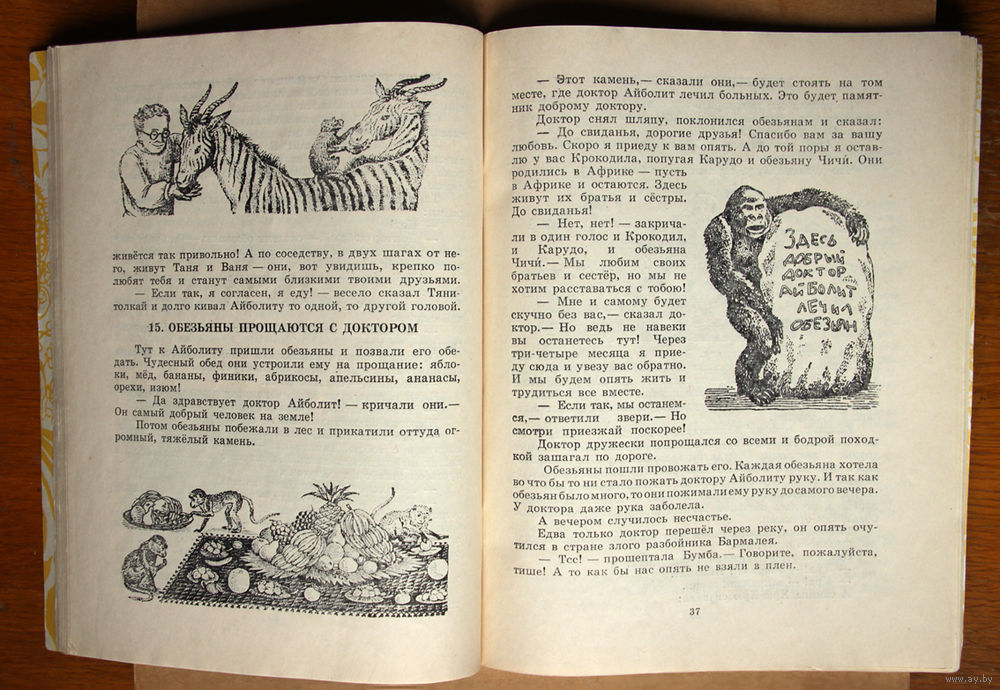 живётся так привольно! А по соседству, в двух шагах от не-
го, живут Таня и Ваня — они, вот увидишь, крепко по-
любят тебя и станут самыми близкими твоими друзьями.
— Если так, я согласен, я еду! — весело сказал Тяни-
толкай и долго кивал Айболиту то одной, то другой головой.
15. ОБЕЗЬЯНЫ ПРОЩАЮТСЯ С ДОКТОРОМ
Тут к Айболиту пришли обезьяны и позвали его обе-
дать. Чудесный обед они устроили ему на прощание: ябло-
ки, мёд, бананы, финики, абрикосы, апельсины, ананасы,
орехи, изюм!
— Да здравствует доктор Айболит! — кричали они.—
Он самый добрый человек на земле!
Потом обезьяны побежали в лес и прикатили оттуда ог-
ромный, тяжёлый камень.
— Этот камень,— сказали они,— будет стоять на том
месте, где доктор Айболит лечил больных. Это будет памят-
ник доброму доктору.
Доктор снял шляпу, поклонился обезьянам и сказал:
— До свиданья, дорогие друзья! Спасибо вам за вашу
любовь. Скоро я приеду к вам опять. А до той поры я остав-
лю у вас Крокодила, попугая Карудо и обезьяну Чичи́. Они
родились в Африке — пусть
в Африке и остаются. Здесь
живут их братья и сёстры.
До свиданья!
— Нет, нет! — закрича-
ли в один голос и Крокодил,
и Карудо, и обезьяна
Чичи́.— Мы любим своих
братьев и сестёр, но мы не
хотим расставаться с тобою!
— Мне и самому будет
скучно без вас,— сказал до-
ктор.— Но ведь не навеки
вы останетесь тут! Через
три-четыре месяца я прие-
ду сюда и увезу вас обратно.
И мы будем опять жить и
трудиться все вместе.
— Если так, мы останем-
ся,— ответили звери.— Но
смотри приезжай поскорее!
ЗДЕСЬ
ДОБРЫЙ
ДОКТОР
АЙБОЛИТ
ЛЕЧИЛ
ОБЕЗЬЯН
Доктор дружески попрощался со всеми и бодрой поход-
кой зашагал по дороге.
Обезьяны пошли провожать его. Каждая обезьяна хотела
во что бы то ни стало пожать доктору Айболиту руку. И так как
обезьян было много, то они пожимали ему руку до самого вечера.
У доктора даже рука заболела.
А вечером случилось несчастье.
Едва только доктор перешёл через реку, он опять очу-
тился в стране злого разбойника Бармалея.
— Тсс! — прошептала Бумба.— Говорите, пожалуйста,
тише! А то как бы нас опять не взяли в плен.
37
www.ay.by